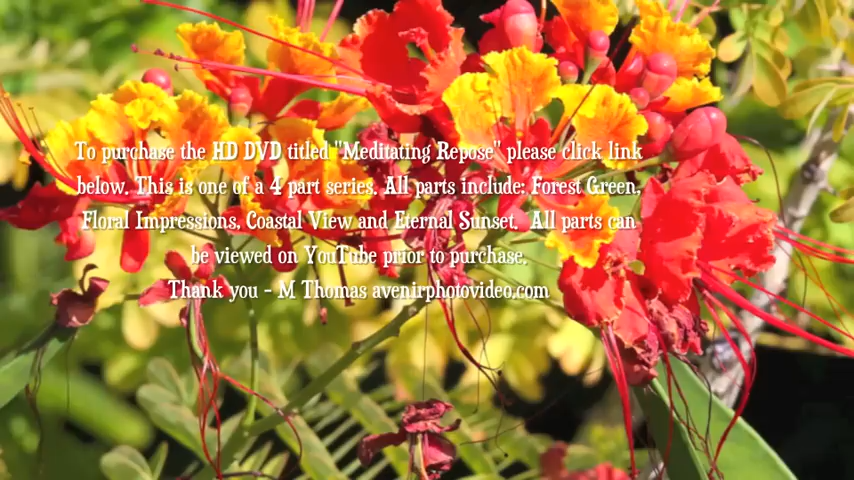 To purchase the HD DVD titled "Meditating Repose" please click link
below. This is one of a 4 part series. All parts include: Forest Green,
Floral Impressions, Coastal View and Eternal Sunset.  All parts can
be viewed on YouTube prior to purchase.
Thank you - M Thomas avenirphotovideo.com